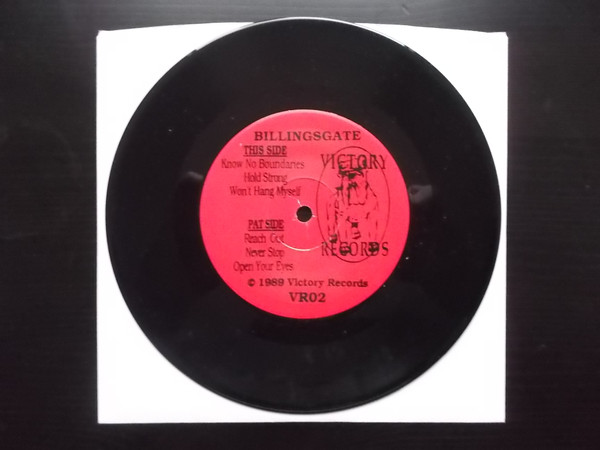 BILLINGSGATE
THIS SIDE
Know No Boundaries
Hold Strong
Won't Hang Myself
VICTORY
RECORDS
PAT SIDE
Reach Out
Never Stop
Open Your Eyes
© 1989 Victory Records
VR02